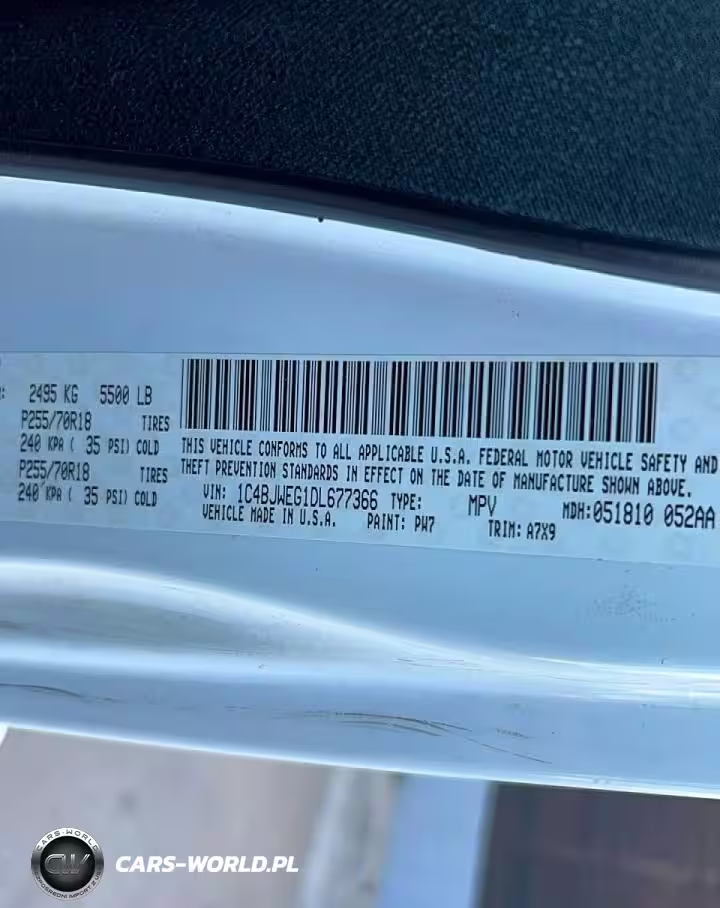 2495 KG 5500 LB
P255/70R18 TIRES
240 KPA ( 35 PSI) COLD
P255/70R18 TIRES
240 KPA ( 35 PSI) COLD
THIS VEHICLE CONFORMS TO ALL APPLICABLE U.S.A. FEDERAL MOTOR VEHICLE SAFETY AND
THEFT PREVENTION STANDARDS IN EFFECT ON THE DATE OF MANUFACTURE SHOWN ABOVE.
VIN: 1C4BJWEG1DL677366 TYPE: MPV MDH:051810 052AA
VEHICLE MADE IN U.S.A. PAINT: PW7 TRIM: A7X9
CARS-WORLD
CW
CARS-WORLD.PL